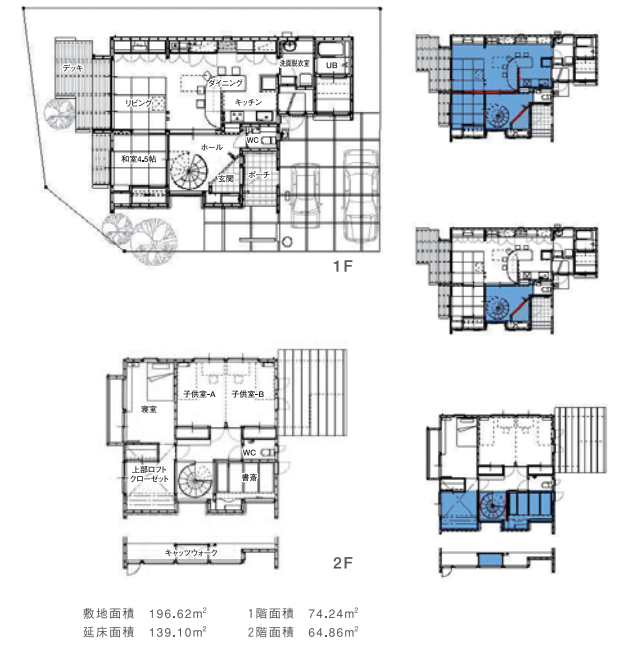 デッキ
洗面脱衣室
UB
ダイニング
リビング
キッチン
ホール
WC
和室4.5帖
玄関
ポーチ
1F
子供室-A
子供室-B
寝室
WC
上部ロフト
クローゼット
書斎
キャッツウォーク
2F
敷地面積 196.62m²
1階面積 74.24m²
延床面積 139.10m²
2階面積 64.86m²